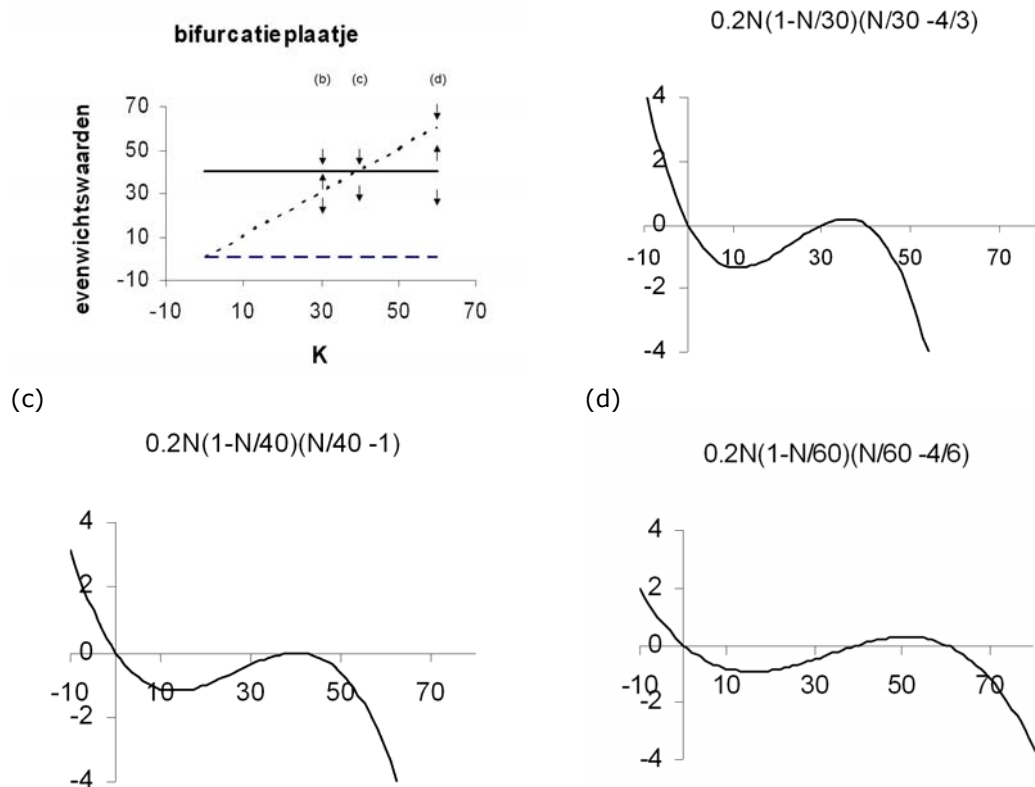 bifurcatieplaatje
(b) (c) (d)
evenwichtswaarden
70
50
30
10
-10
-10 10 30 50 70
K
0.2N(1-N/30)(N/30 -4/3)
4
2
0
-10 10 30 50 70
-2
-4
(c)
0.2N(1-N/40)(N/40 -1)
4
2
0
-10 10 30 50 70
-2
-4
(d)
0.2N(1-N/60)(N/60 -4/6)
4
2
0
-10 10 30 50 70
-2
-4